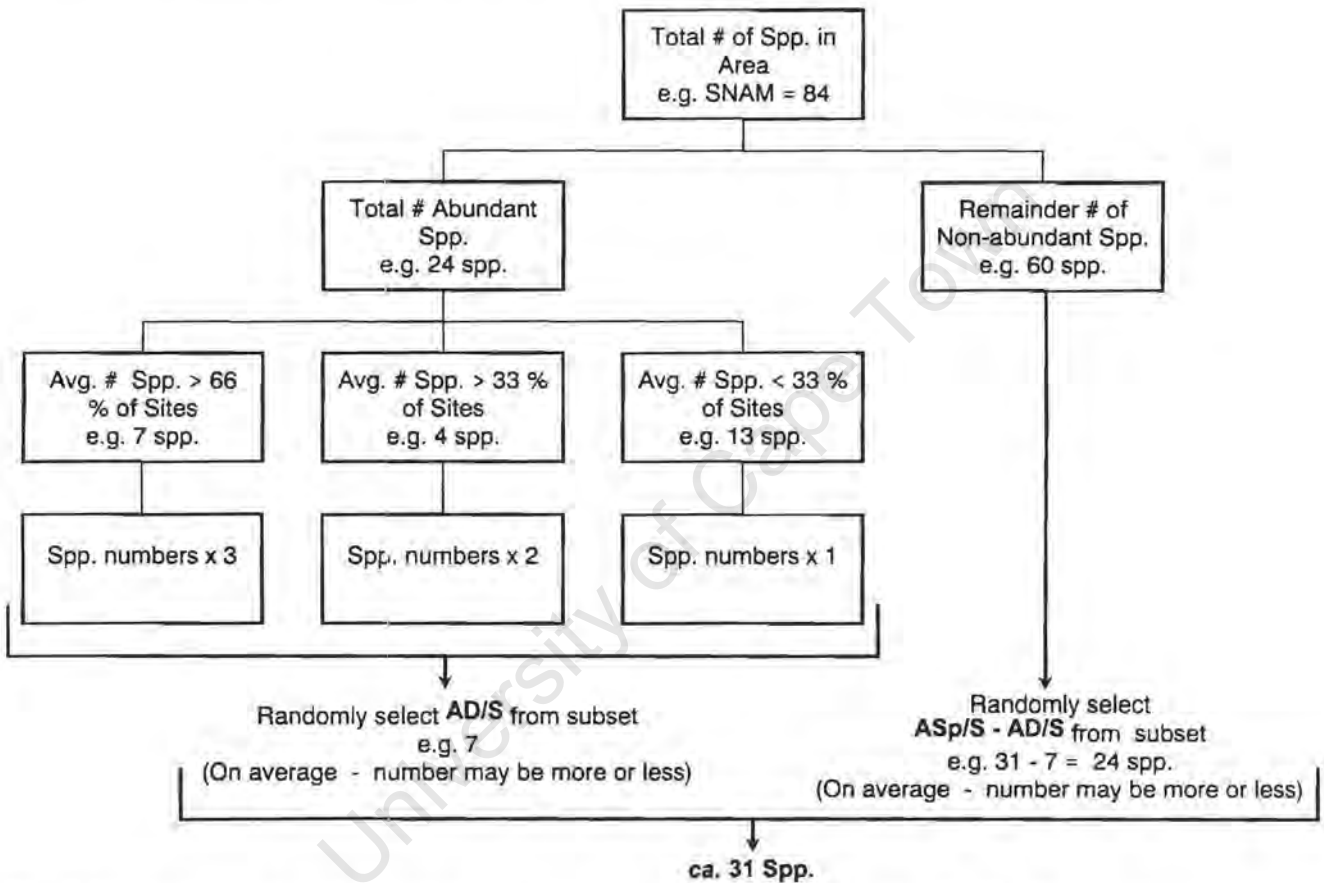 Total # of Spp. in
Area
e.g. SNAM = 84
Total # Abundant
Spp.
e.g. 24 spp.
Remainder # of
Non-abundant Spp.
e.g. 60 spp.
Avg. # Spp. > 66
% of Sites
e.g. 7 spp.
Avg. # Spp. > 33 %
of Sites
e.g. 4 spp.
Avg. # Spp. < 33 %
of Sites
e.g. 13 spp.
Spp. numbers x 3
Spp. numbers x 2
Spp. numbers x 1
Randomly select AD/S from subset
e.g. 7
(On average - number may be more or less)
Randomly select
ASp/S - AD/S from subset
e.g. 31 - 7 = 24 spp.
(On average - number may be more or less)
ca. 31 Spp.
University of Cape Town